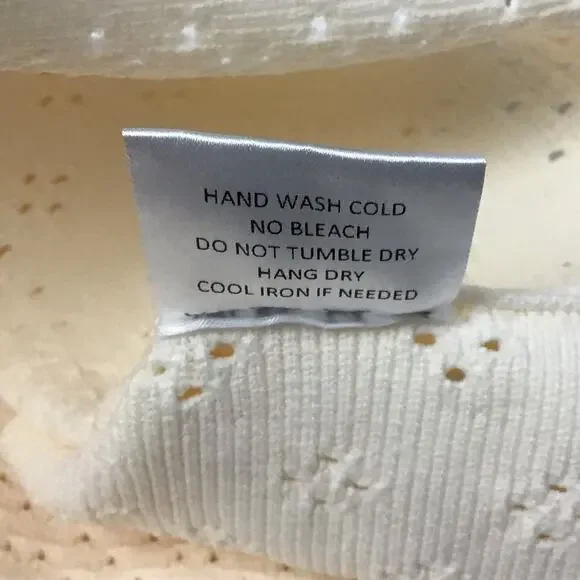 HAND WASH COLD
NO BLEACH
DO NOT TUMBLE DRY
HANG DRY
COOL IRON IF NEEDED